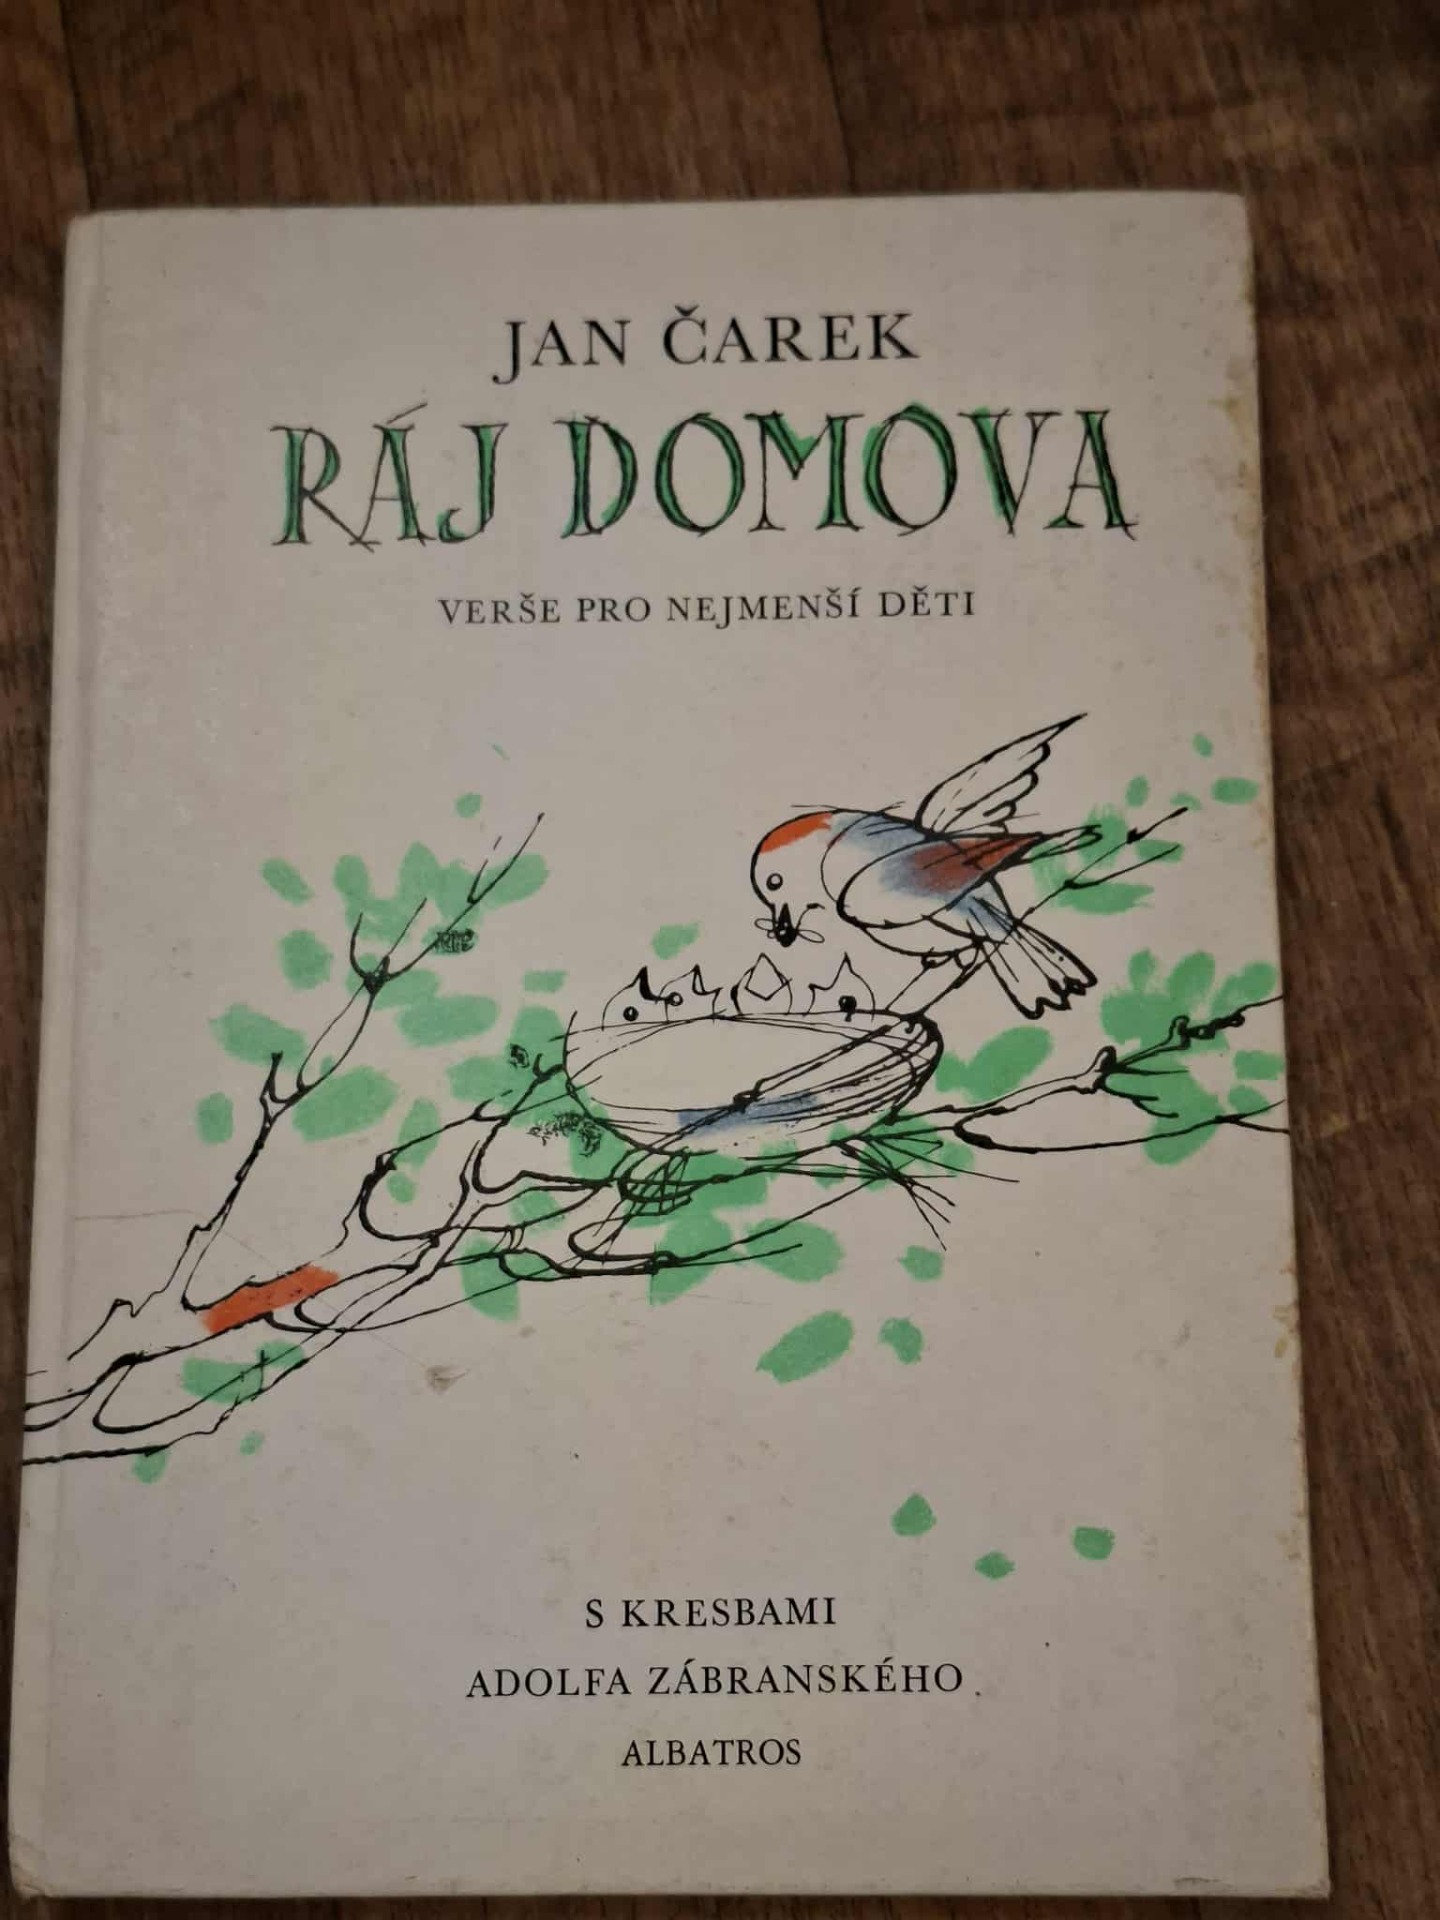 JAN ČAREK
RÁJ DOMOVA
VERŠE PRO NEJMENŠÍ DĚTI
S KRESBAMI
ADOLFA ZÁBRANSKÉHO
ALBATROS